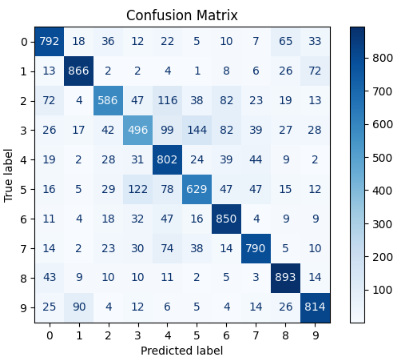 Confusion Matrix
0 792 18 36 12 22 5 10 7 65 33
1 13 866 2 2 4 1 8 6 26 72
2 72 4 586 47 116 38 82 23 19 13
3 26 17 42 496 99 144 82 39 27 28
4 19 2 28 31 802 24 39 44 9 2
5 16 5 29 122 78 629 47 47 15 12
6 11 4 18 32 47 16 850 4 9 9
7 14 2 23 30 74 38 14 790 5 10
8 43 9 10 10 11 2 5 3 893 14
9 25 90 4 12 6 5 4 14 26 814
0 1 2 3 4 5 6 7 8 9
Predicted label
True label
800
700
600
500
400
300
200
100